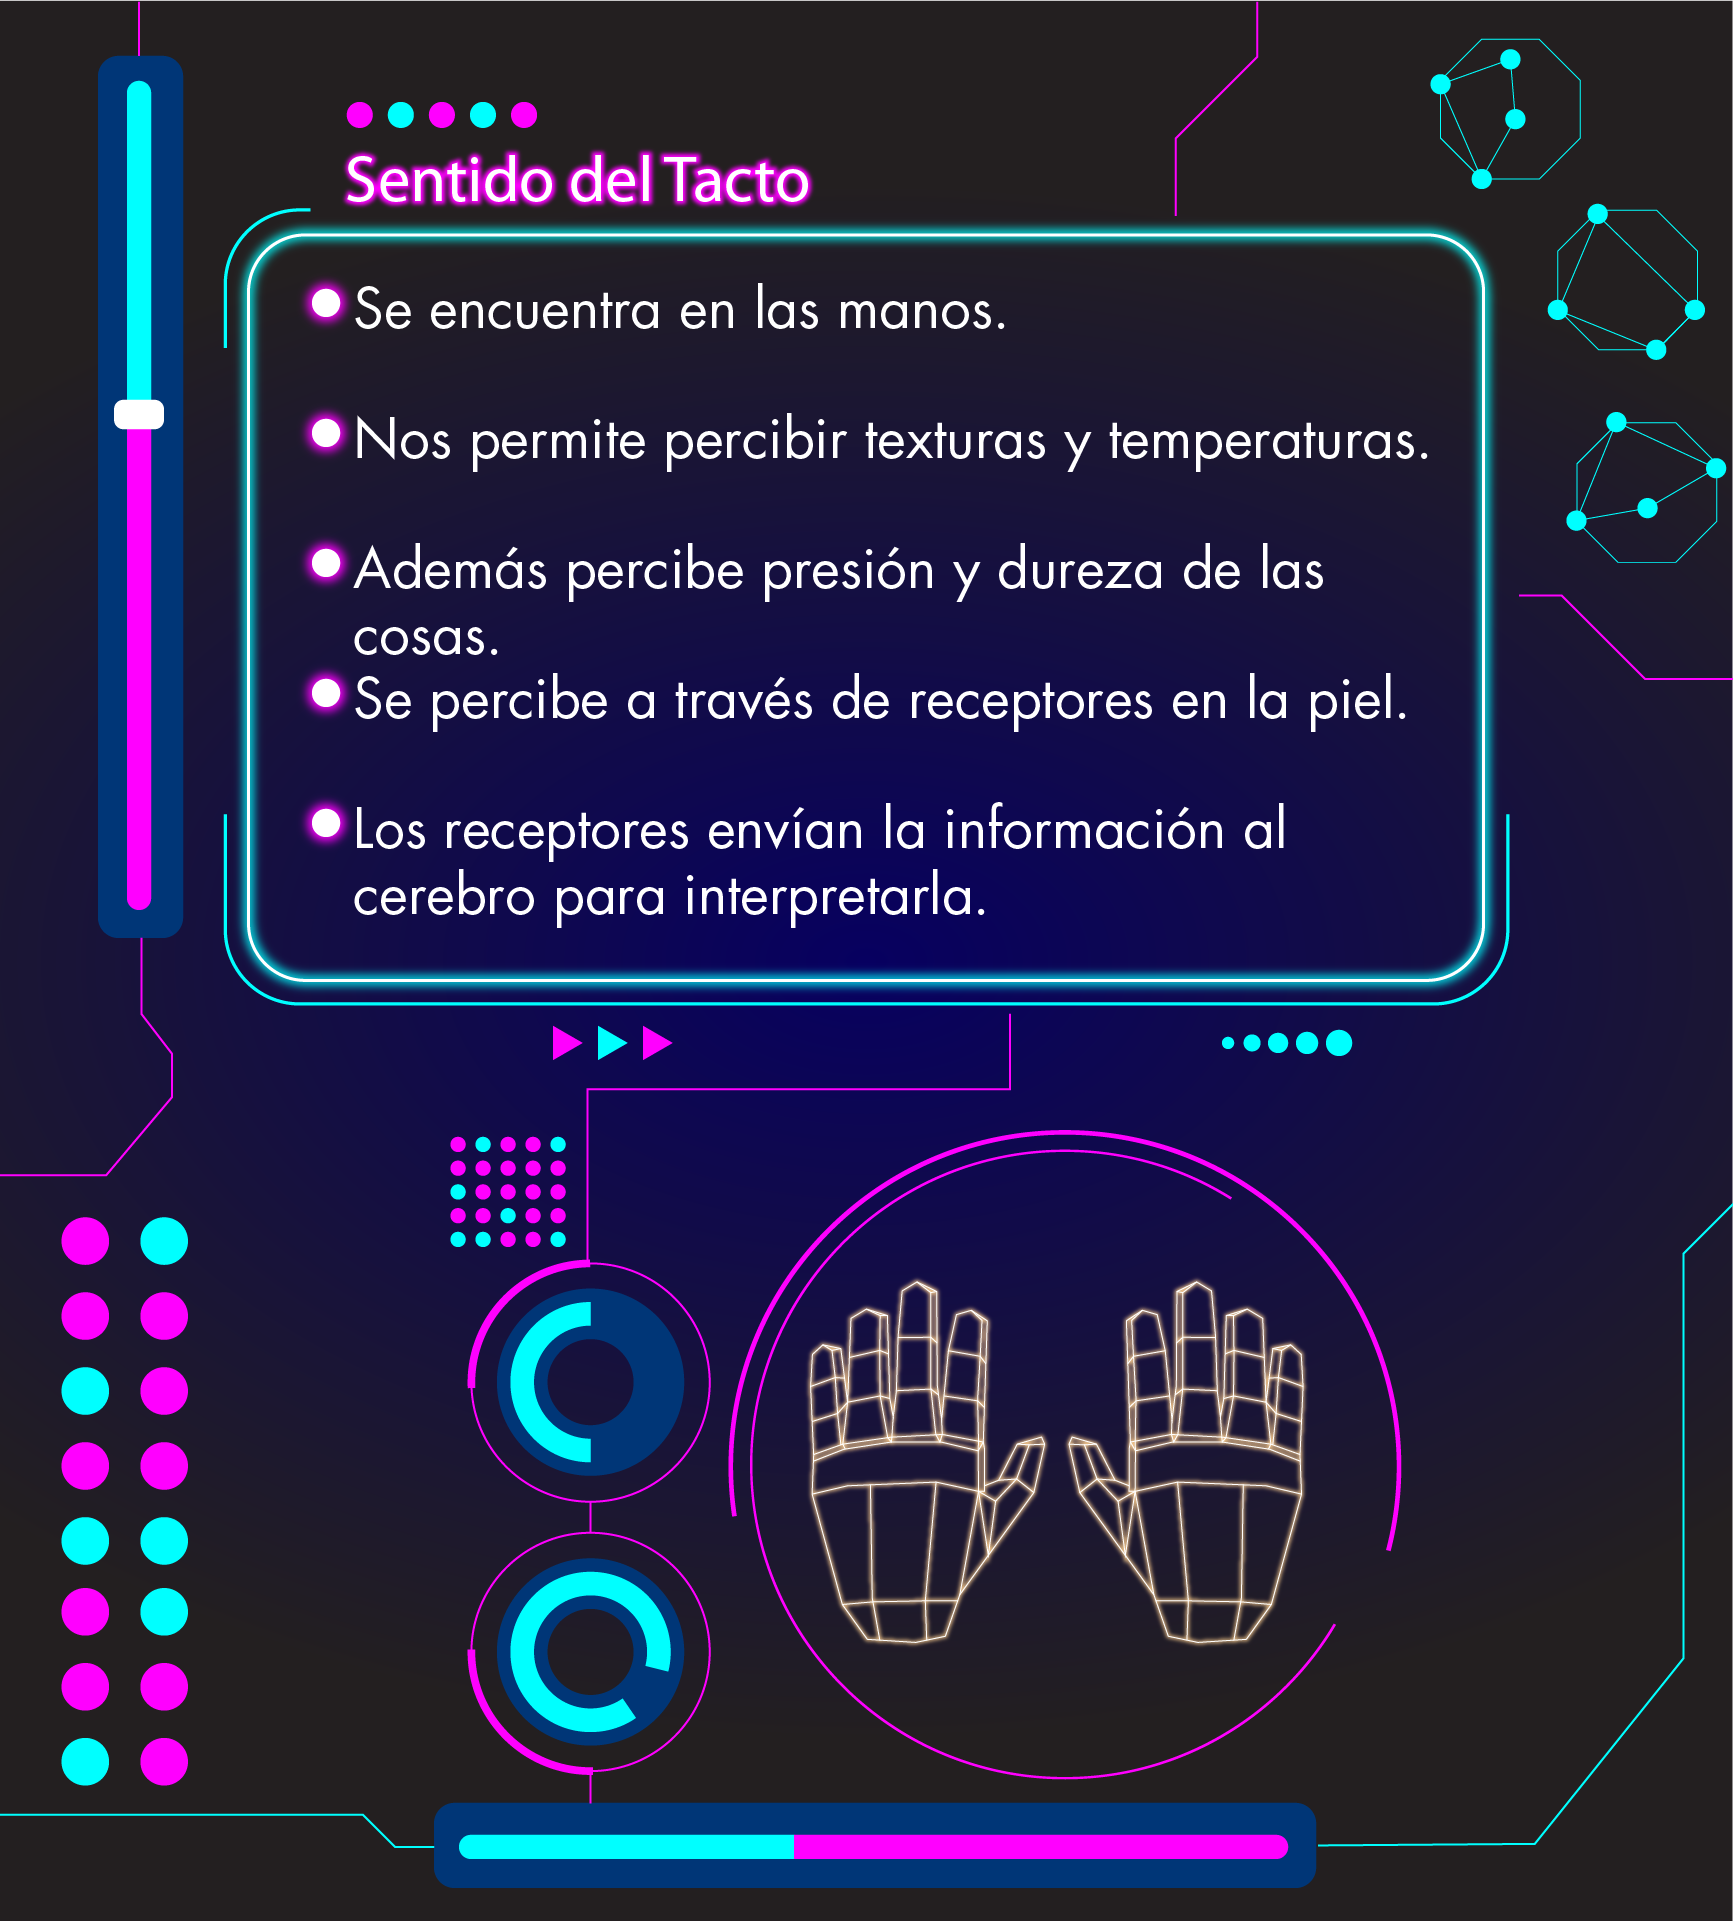 Sentido del Tacto
Se encuentra en las manos.
Nos permite percibir texturas y temperaturas.
Además percibe presión y dureza de las
cosas.
Se percibe a través de receptores en la piel.
Los receptores envían la información al
cerebro para interpretarla.